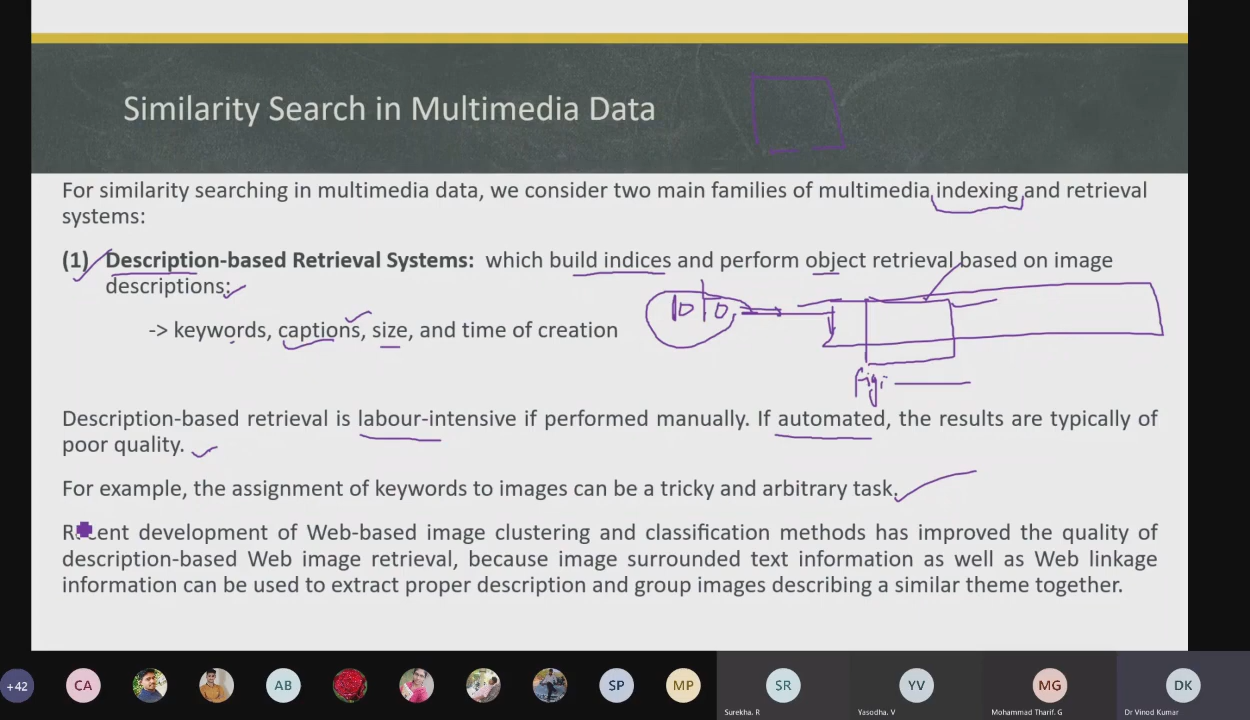 Similarity Search in Multimedia Data
For similarity searching in multimedia data, we consider two main families of multimedia indexing and retrieval
systems:
(1) Description-based Retrieval Systems: which build indices and perform object retrieval based on image
descriptions:
-> keywords, captions, size, and time of creation
fig:
Description-based retrieval is labour-intensive if performed manually. If automated, the results are typically of
poor quality.
For example, the assignment of keywords to images can be a tricky and arbitrary task.
Recent development of Web-based image clustering and classification methods has improved the quality of
description-based Web image retrieval, because image surrounded text information as well as Web linkage
information can be used to extract proper description and group images describing a similar theme together.
+42 CA AB SP MP SR YV MG DK
Surekha. R Yasodha. V Mohammad Tharif. G Dr Vinod Kumar